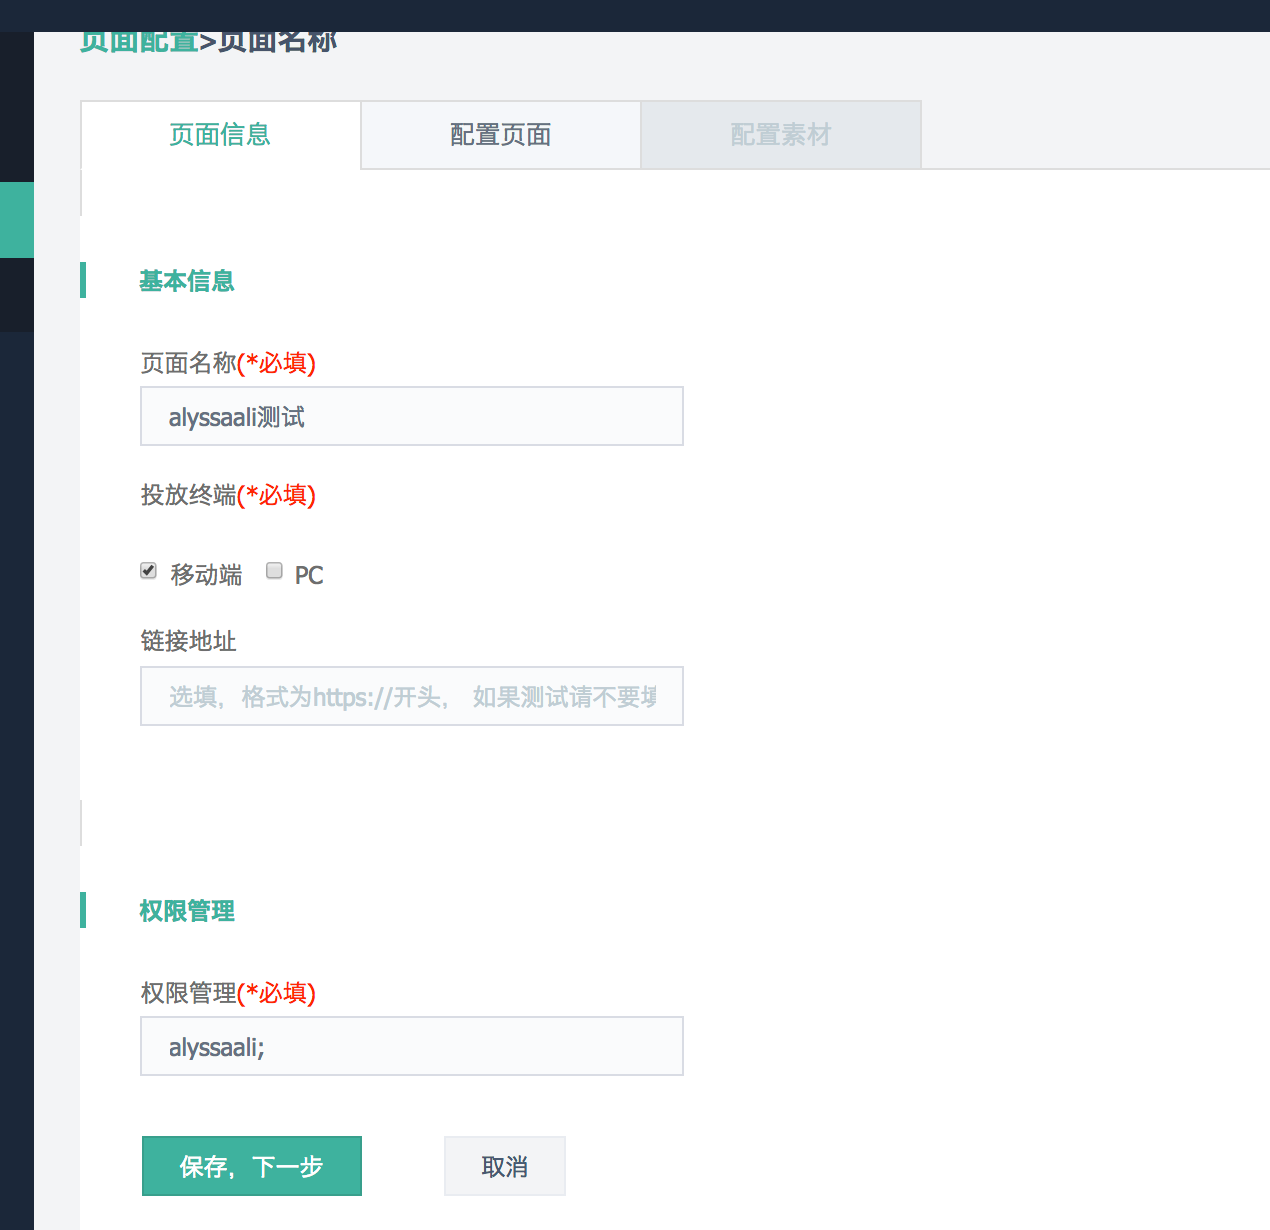 页面配置>页面名称
页面信息 配置页面 配置素材
基本信息
页面名称(*必填)
alyssaali测试
投放终端(*必填)
移动端 PC
链接地址
选填，格式为https://开头， 如果测试请不要填
权限管理
权限管理(*必填)
alyssaali;
保存，下一步 取消